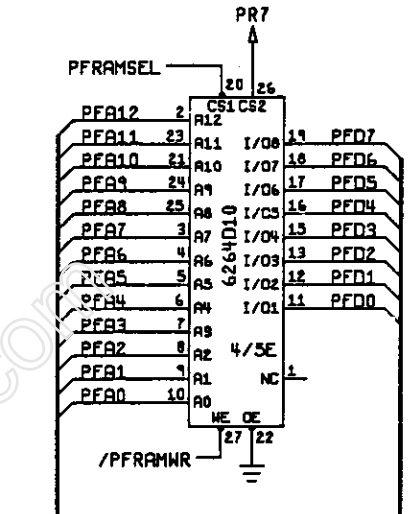 PR7
PFRAMSEL
20 26
CS1 CS2
PFA12 2 A12
PFA11 23 A11 I/O8 19 PFD7
PFA10 21 A10 I/O7 18 PFD6
PFA9 24 A9 I/O6 17 PFD5
PFA8 25 A8 I/O5 16 PFD4
PFA7 3 A7 I/O4 15 PFD3
PFA6 4 A6 I/O3 13 PFD2
PFA5 5 A5 I/O2 12 PFD1
PFA4 6 A4 I/O1 11 PFD0
PFA3 7 A3
PFA2 8 A2
PFA1 9 A1 NC 1
PFA0 10 A0
6264D10
4/5E
WE OE
27 22
/PFRAMWR
com